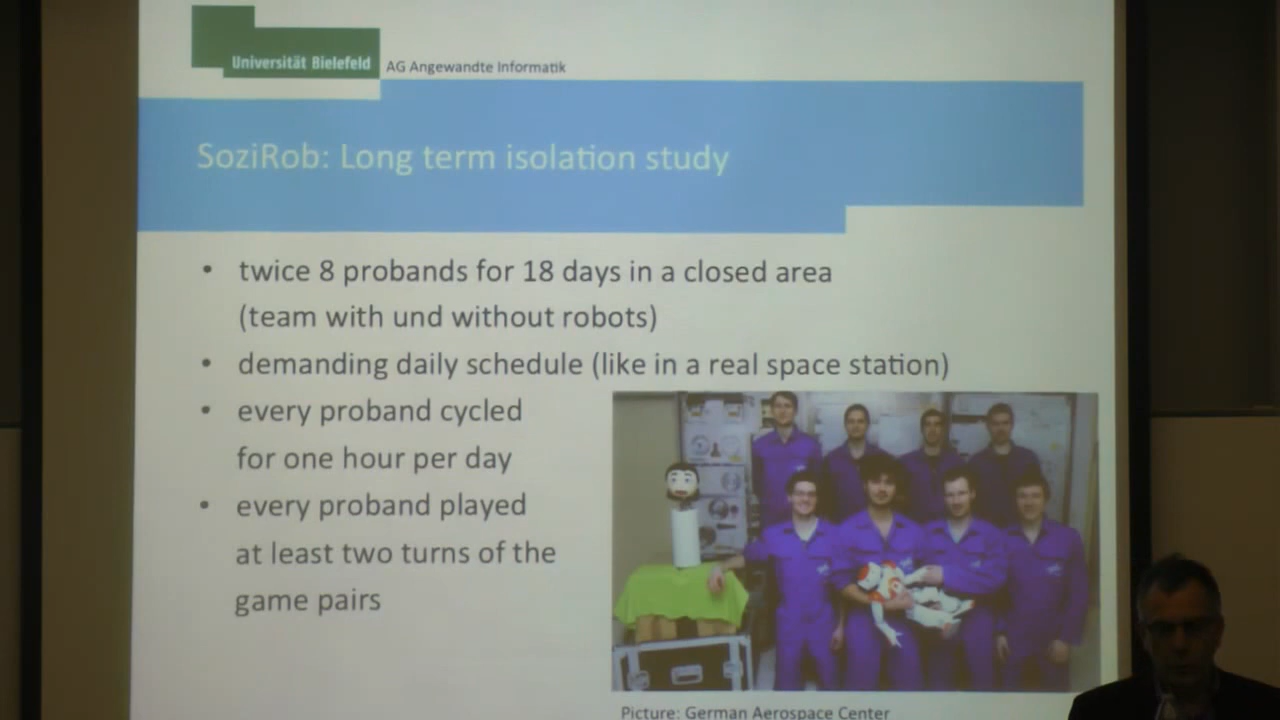 Universität Bielefeld
AG Angewandte Informatik
SoziRob: Long term isolation study
• twice 8 probands for 18 days in a closed area
(team with und without robots)
• demanding daily schedule (like in a real space station)
• every proband cycled
for one hour per day
• every proband played
at least two turns of the
game pairs
Picture: German Aerospace Center